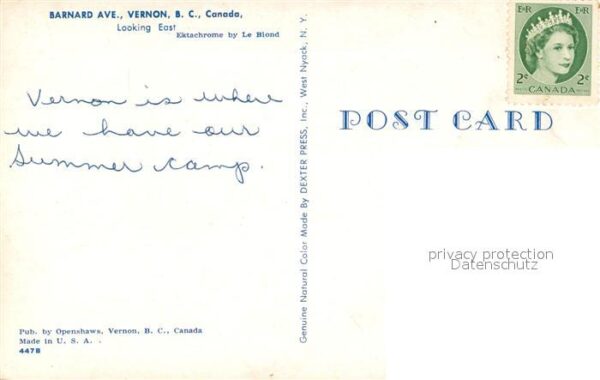 BARNARD AVE., VERNON, B. C., Canada,
Looking East
Ektachrome by Le Blond
Vernon is where
we have our
Summer camp.
Pub. by Openshaws, Vernon, B. C., Canada
Made in U. S. A. .
447B
Genuine Natural Color Made By DEXTER PRESS, Inc., West Nyack, N. Y.
E R E R
2¢ 2¢
CANADA
POST CARD
privacy protection
Datenschutz